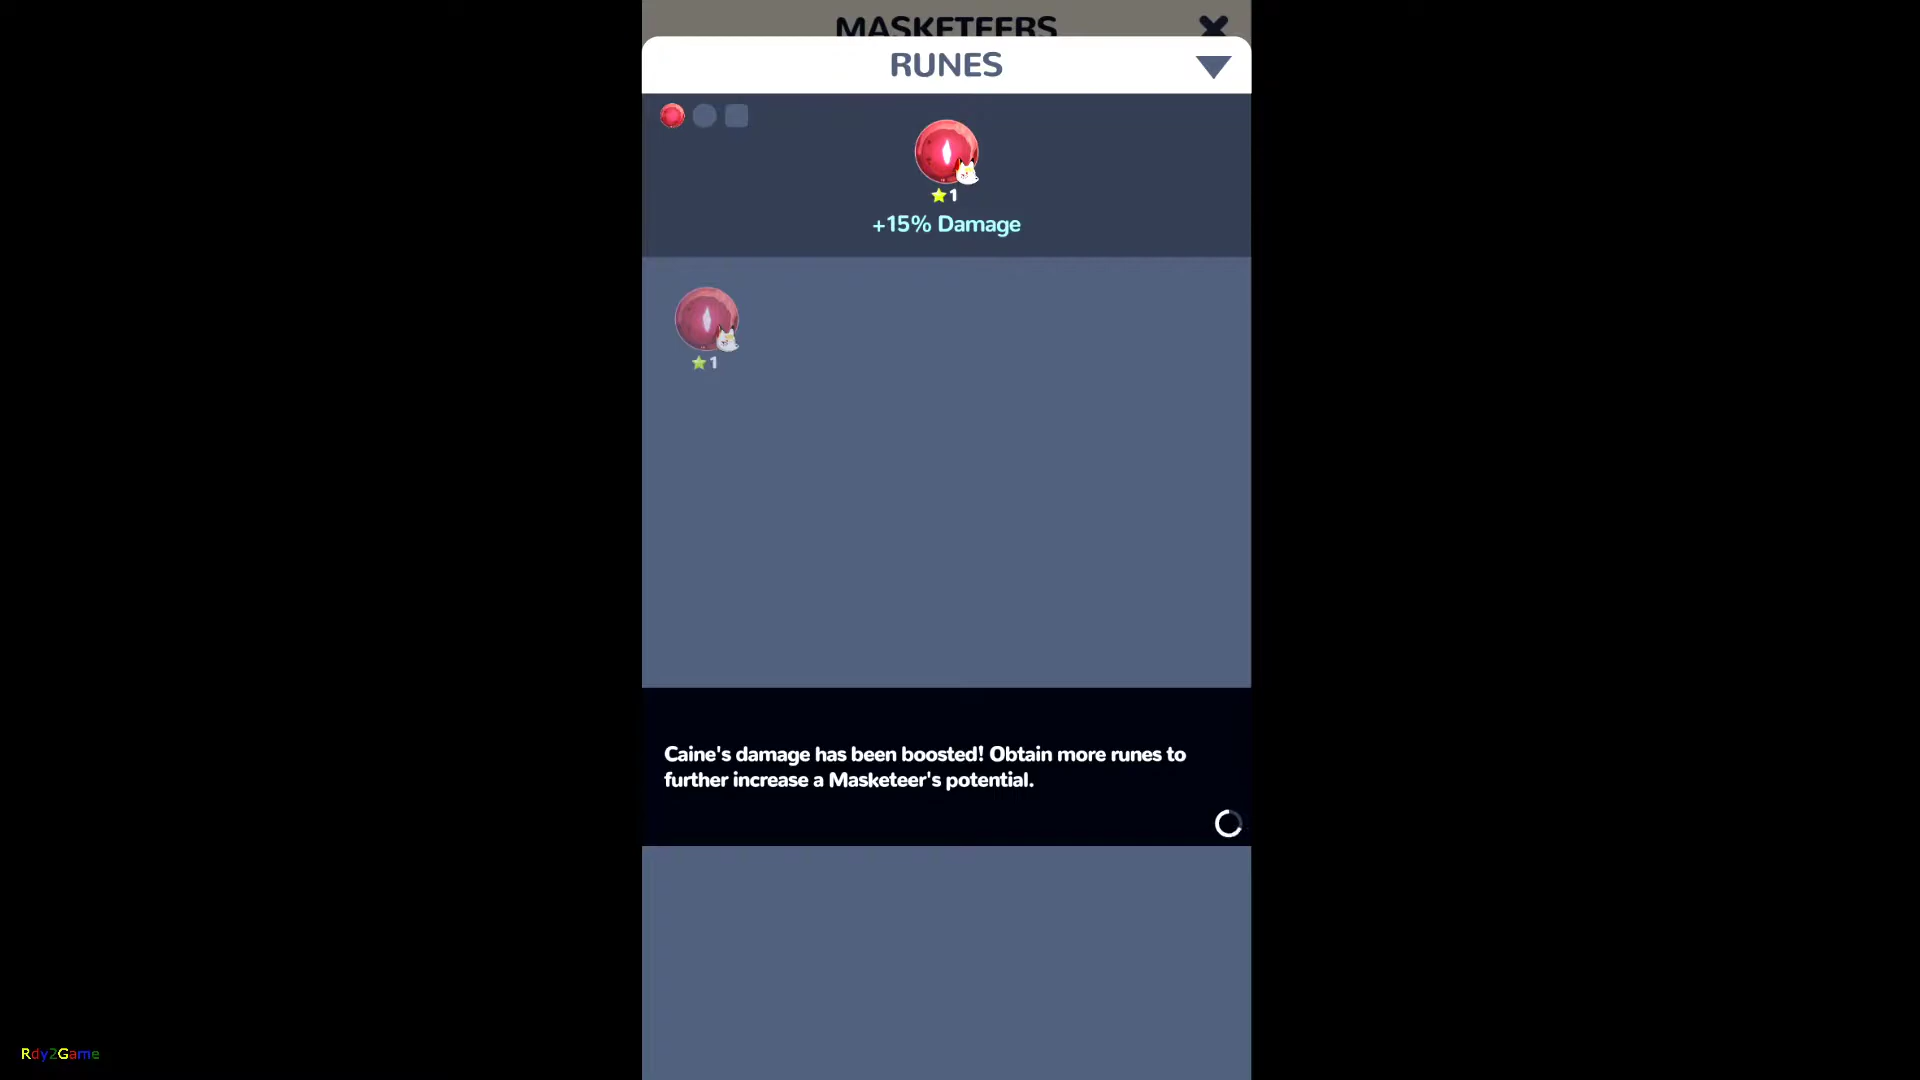 MASKETEERS
RUNES
1
+15% Damage
1
Caine's damage has been boosted! Obtain more runes to
further increase a Masketeer's potential.
Rdy2Game